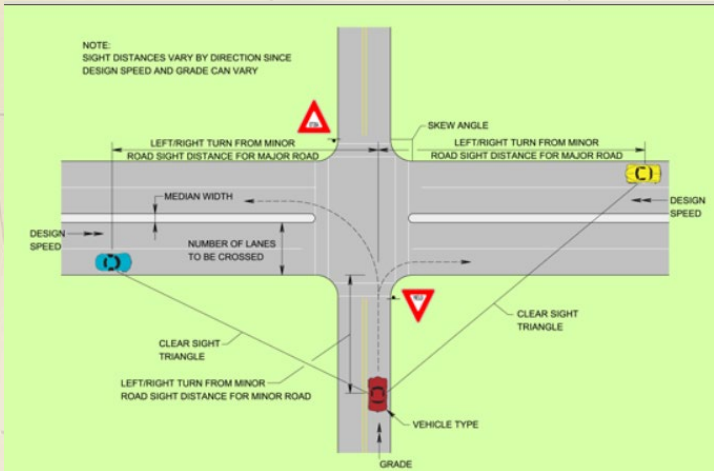 NOTE:
SIGHT DISTANCES VARY BY DIRECTION SINCE
DESIGN SPEED AND GRADE CAN VARY
SKEW ANGLE
LEFT/RIGHT TURN FROM MINOR
ROAD SIGHT DISTANCE FOR MAJOR ROAD
LEFT/RIGHT TURN FROM MINOR
ROAD SIGHT DISTANCE FOR MAJOR ROAD
MEDIAN WIDTH
DESIGN
SPEED
DESIGN
SPEED
NUMBER OF LANES
TO BE CROSSED
CLEAR SIGHT
TRIANGLE
CLEAR SIGHT
TRIANGLE
LEFT/RIGHT TURN FROM MINOR
ROAD SIGHT DISTANCE FOR MINOR ROAD
VEHICLE TYPE
GRADE